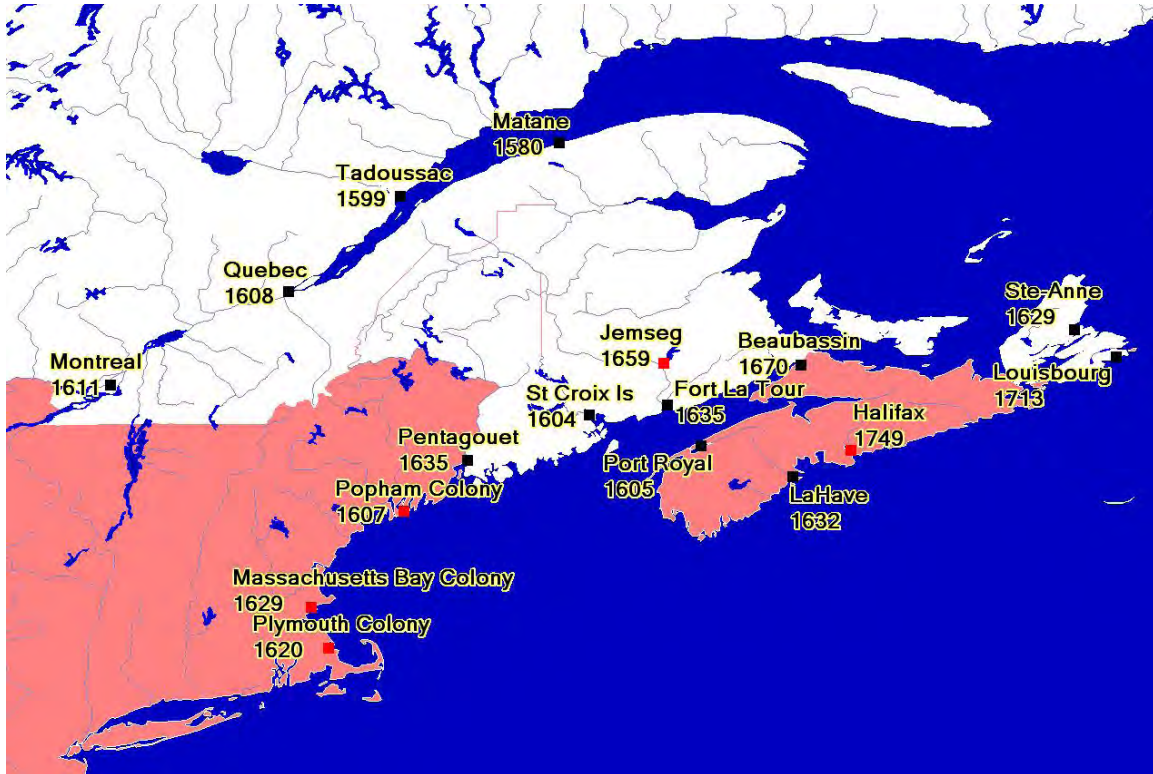 Matane
1580
Tadoussac
1599
Quebec
1608
Ste-Anne
1629
Jemseg
1659
Beaubassin
1670
Montreal
1611
Louisbourg
1713
St Croix Is
1604
Fort La Tour
1635
Halifax
1749
Pentagouet
1635
Port Royal
1605
LaHave
1632
Popham Colony
1607
Massachusetts Bay Colony
1629
Plymouth Colony
1620